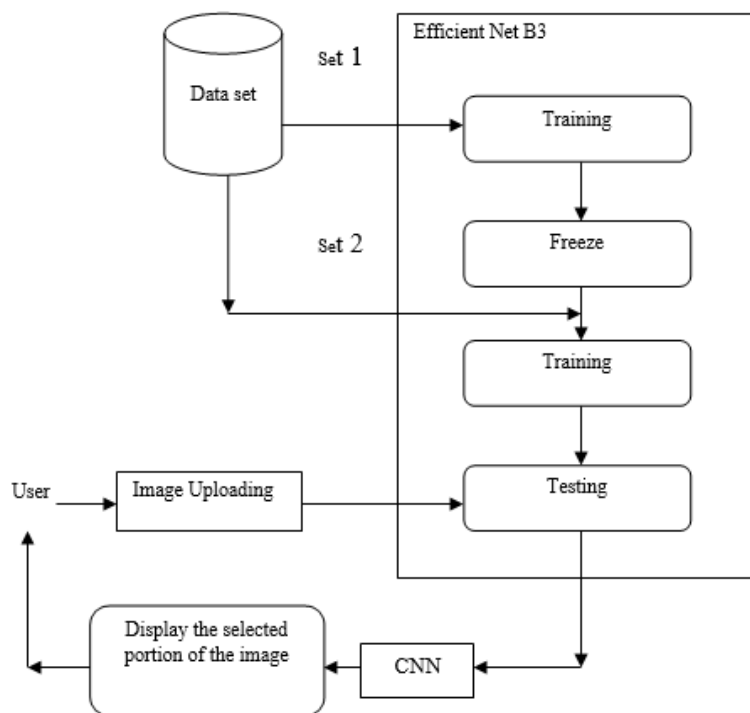 Efficient Net B3
Set 1
Data set
Training
Set 2
Freeze
Training
User
Image Uploading
Testing
Display the selected
portion of the image
CNN